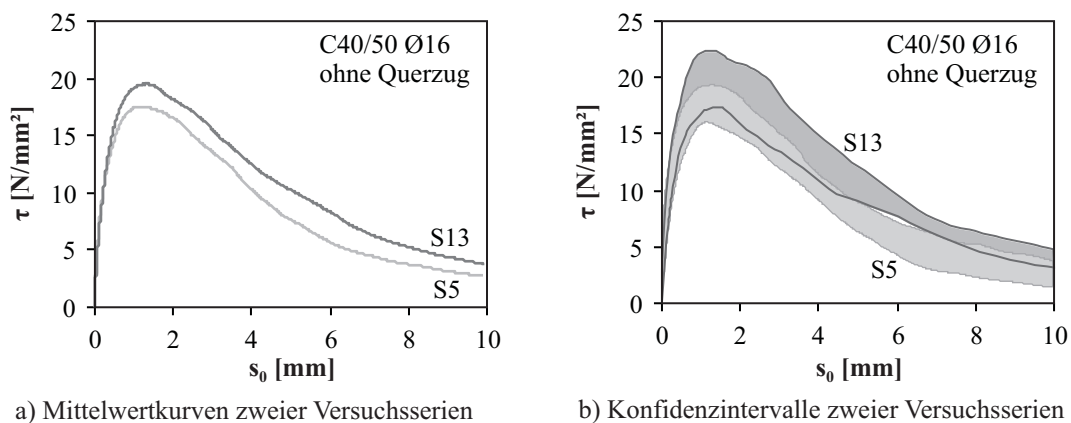 25
20
15
10
5
0
τ [N/mm²]
C40/50 Ø16
ohne Querzug
S13
S5
0 2 4 6 8 10
s₀ [mm]
a) Mittelwertkurven zweier Versuchsserien
25
20
15
10
5
0
τ [N/mm²]
C40/50 Ø16
ohne Querzug
S13
S5
0 2 4 6 8 10
s₀ [mm]
b) Konfidenzintervalle zweier Versuchsserien